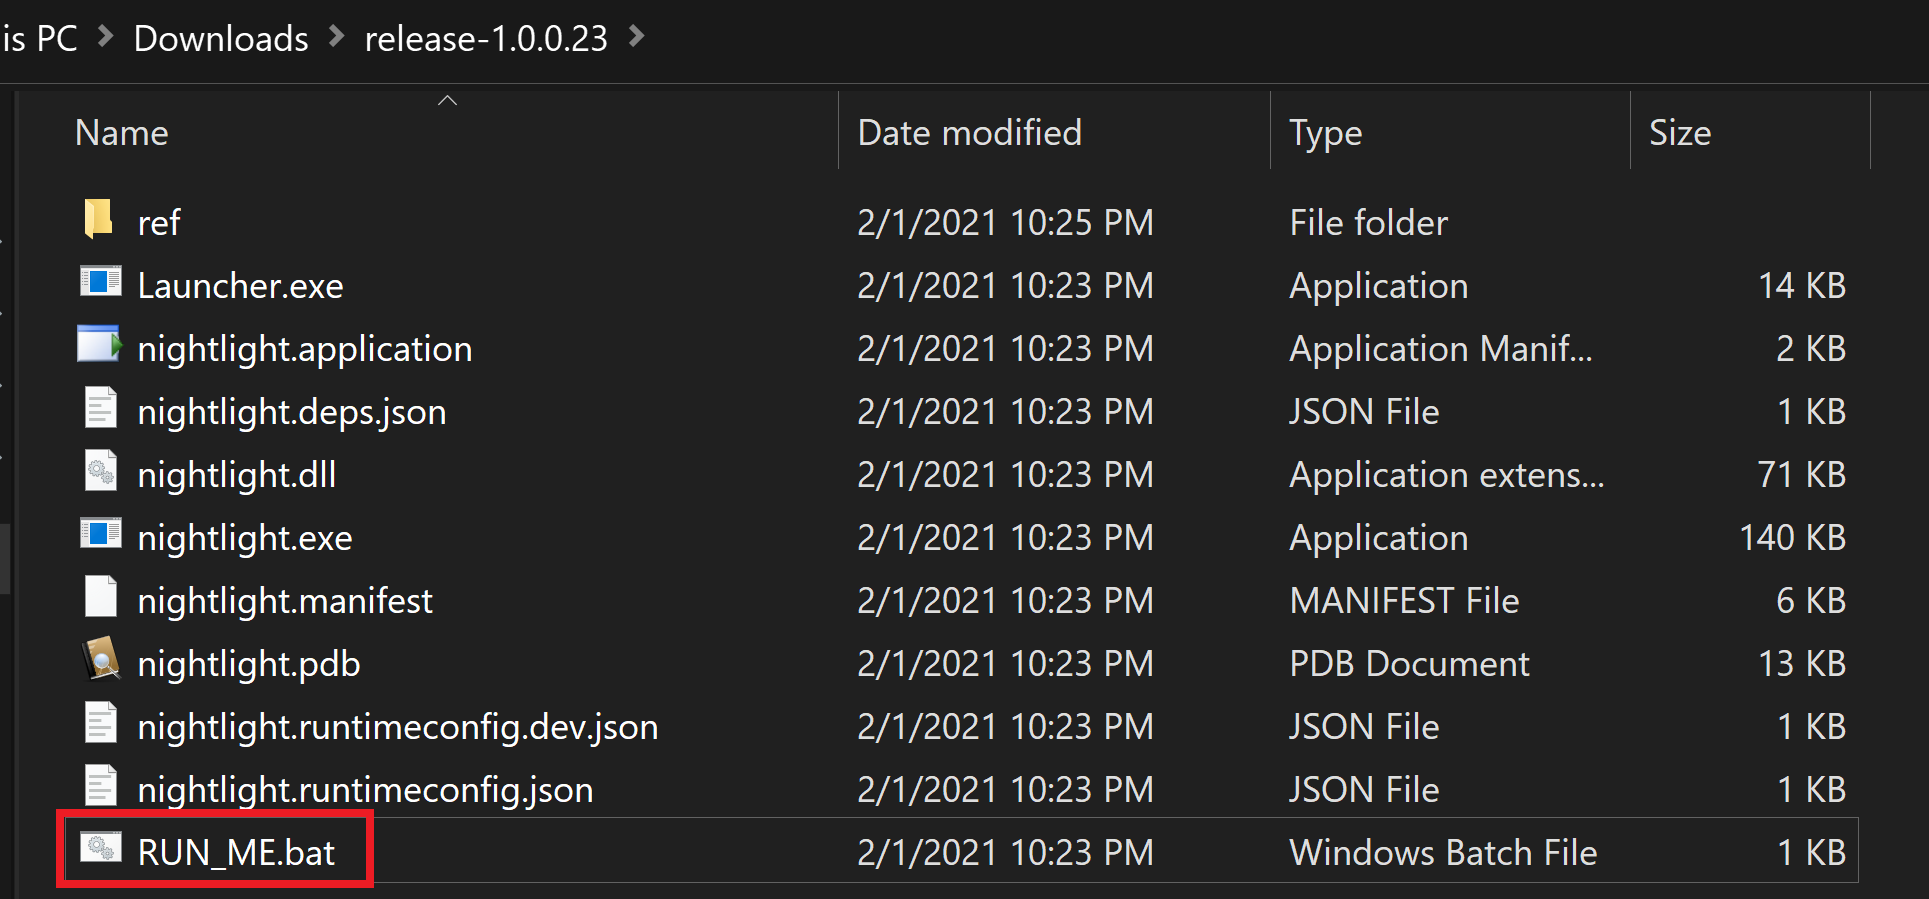 is PC > Downloads > release-1.0.0.23 >
Name Date modified Type Size
ref 2/1/2021 10:25 PM File folder
Launcher.exe 2/1/2021 10:23 PM Application 14 KB
nightlight.application 2/1/2021 10:23 PM Application Manif... 2 KB
nightlight.deps.json 2/1/2021 10:23 PM JSON File 1 KB
nightlight.dll 2/1/2021 10:23 PM Application extens... 71 KB
nightlight.exe 2/1/2021 10:23 PM Application 140 KB
nightlight.manifest 2/1/2021 10:23 PM MANIFEST File 6 KB
nightlight.pdb 2/1/2021 10:23 PM PDB Document 13 KB
nightlight.runtimeconfig.dev.json 2/1/2021 10:23 PM JSON File 1 KB
nightlight.runtimeconfig.json 2/1/2021 10:23 PM JSON File 1 KB
RUN_ME.bat 2/1/2021 10:23 PM Windows Batch File 1 KB